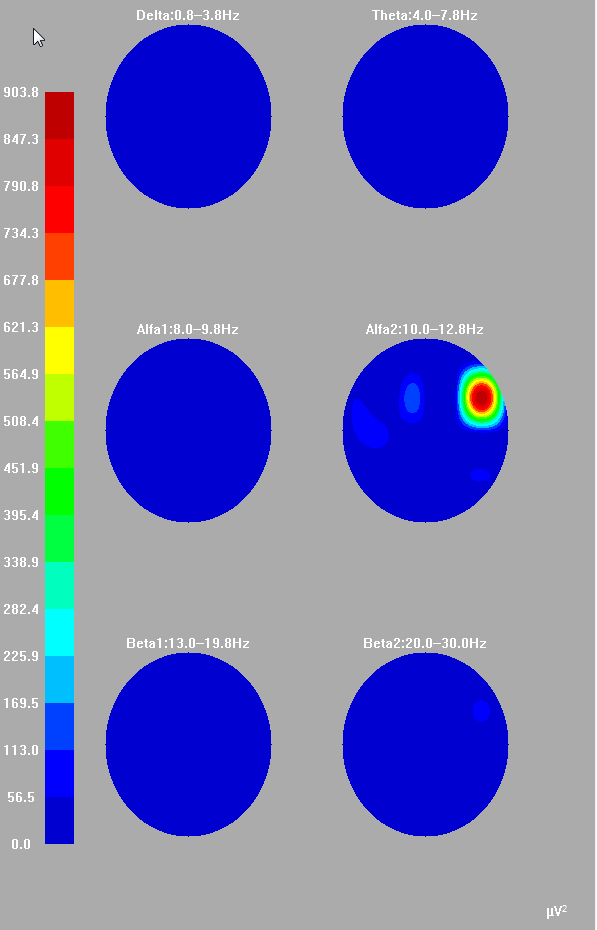 Delta:0.8–3.8Hz
Theta:4.0–7.8Hz
903.8
847.3
790.8
734.3
677.8
621.3
564.9
508.4
451.9
395.4
338.9
282.4
225.9
169.5
113.0
56.5
0.0
Alfa1:8.0–9.8Hz
Alfa2:10.0–12.8Hz
Beta1:13.0–19.8Hz
Beta2:20.0–30.0Hz
µV²